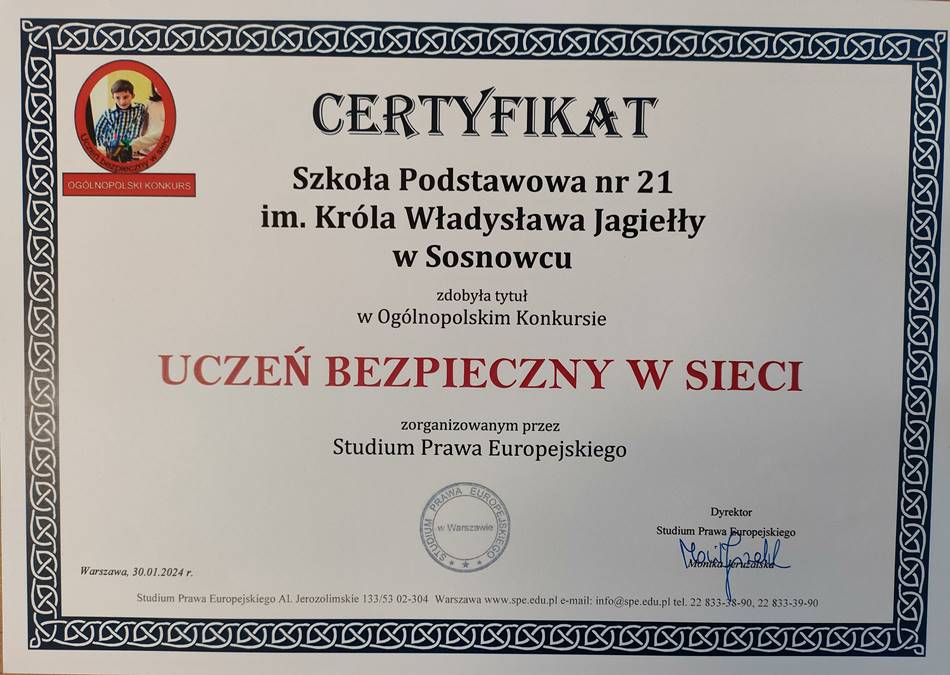 CERTYFIKAT
Uczeń bezpieczny w sieci
OGÓLNOPOLSKI KONKURS
Szkoła Podstawowa nr 21
im. Króla Władysława Jagiełły
w Sosnowcu
zdobyła tytuł
w Ogólnopolskim Konkursie
UCZEŃ BEZPIECZNY W SIECI
zorganizowanym przez
Studium Prawa Europejskiego
STUDIUM PRAWA EUROPEJSKIEGO
w Warszawie
Dyrektor
Studium Prawa Europejskiego
Monika Jeruzalska
Warszawa, 30.01.2024 r.
Studium Prawa Europejskiego Al. Jerozolimskie 133/53 02-304 Warszawa www.spe.edu.pl e-mail: info@spe.edu.pl tel. 22 833-38-90, 22 833-39-90